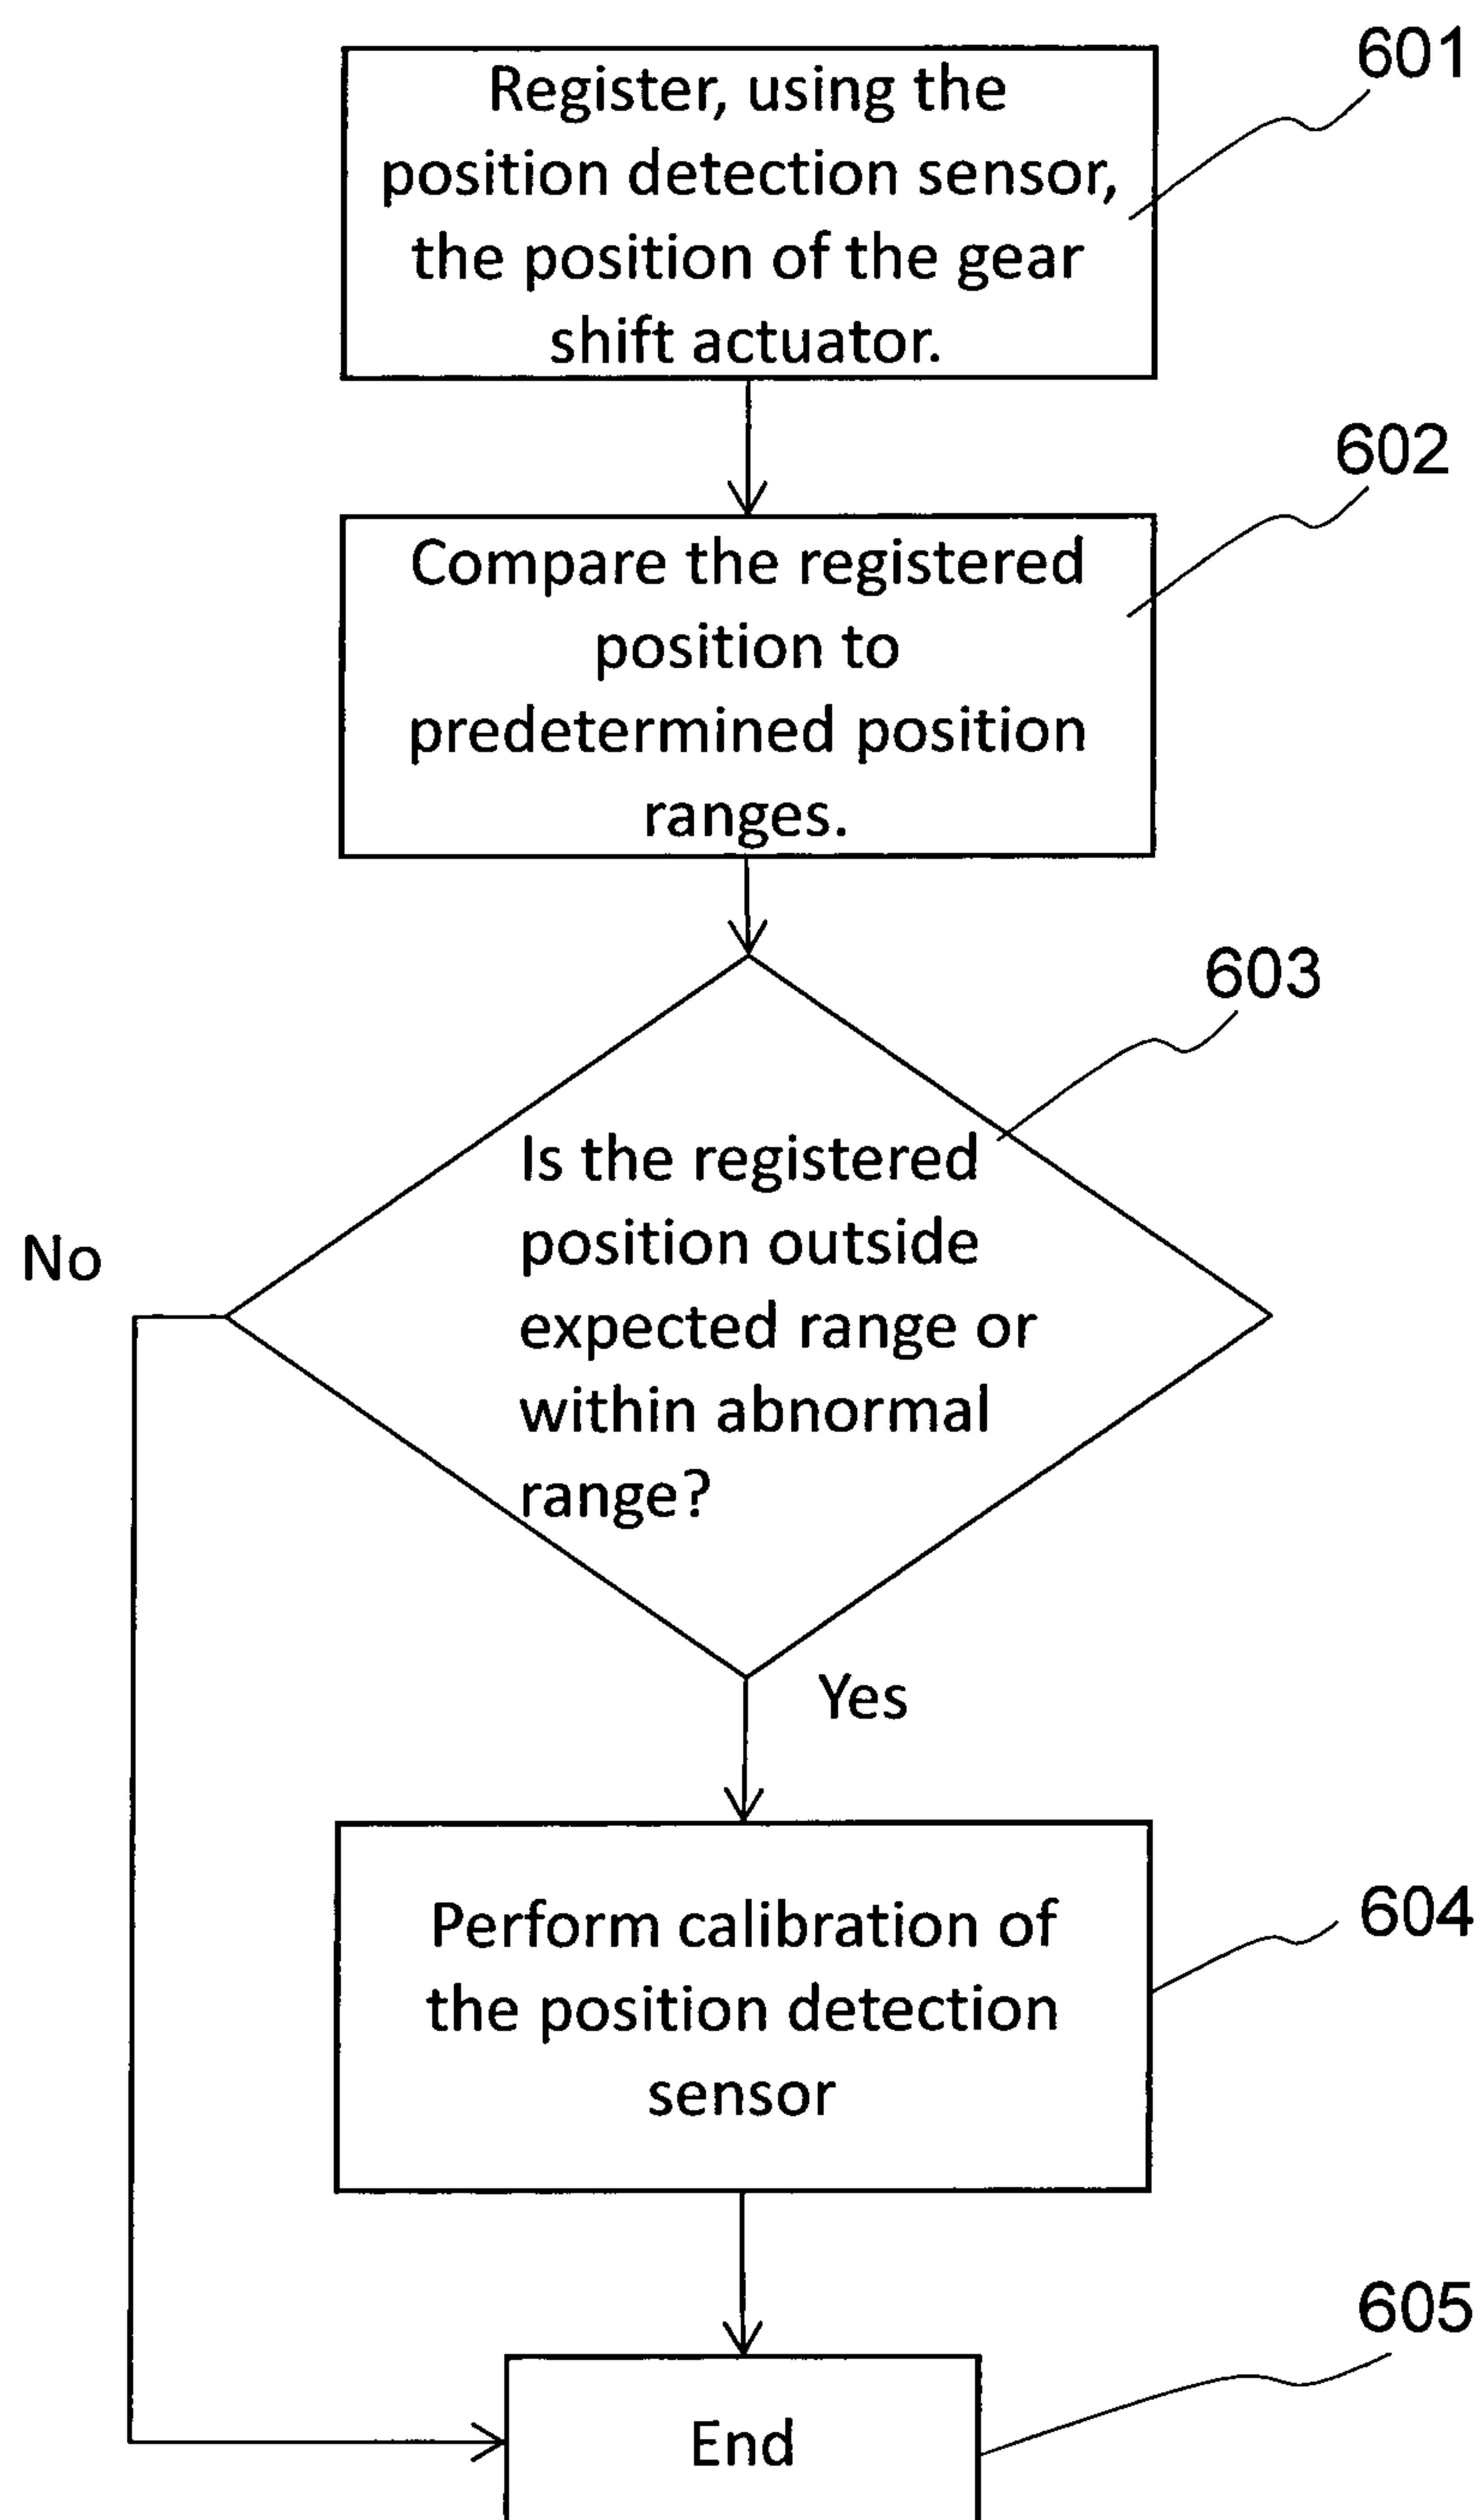 601
Register, using the
position detection sensor,
the position of the gear
shift actuator.
602
Compare the registered
position to
predetermined position
ranges.
603
Is the registered
position outside
expected range or
within abnormal
range?
No
Yes
604
Perform calibration of
the position detection
sensor
605
End